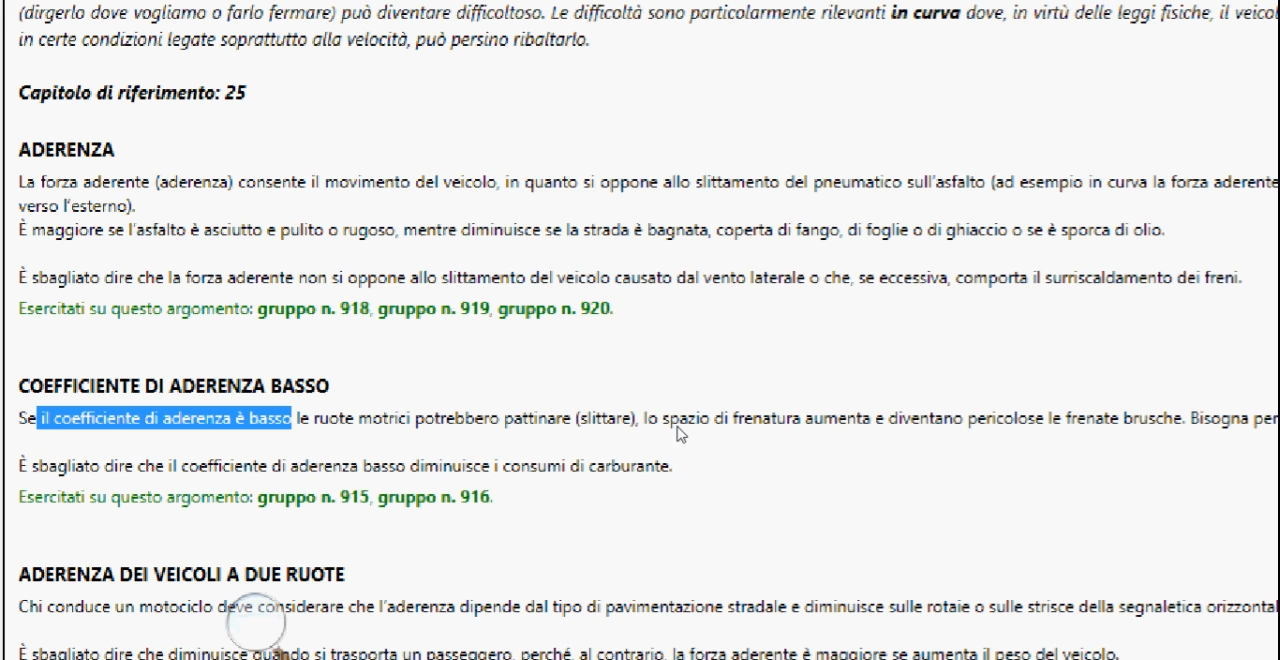 (dirgerlo dove vogliamo o farlo fermare) può diventare difficoltoso. Le difficoltà sono particolarmente rilevanti in curva dove, in virtù delle leggi fisiche, il
in certe condizioni legate soprattutto alla velocità, può persino ribaltarlo.
Capitolo di riferimento: 25
ADERENZA
La forza aderente (aderenza) consente il movimento del veicolo, in quanto si oppone allo slittamento del pneumatico sull'asfalto (ad esempio in curva la forza aderente
verso l'esterno).
È maggiore se l'asfalto è asciutto e pulito o rugoso, mentre diminuisce se la strada è bagnata, coperta di fango, di foglie o di ghiaccio o se è sporca di olio.
È sbagliato dire che la forza aderente non si oppone allo slittamento del veicolo causato dal vento laterale o che, se eccessiva, comporta il surriscaldamento dei freni.
Esercitati su questo argomento: gruppo n. 918, gruppo n. 919, gruppo n. 920.
COEFFICIENTE DI ADERENZA BASSO
Se il coefficiente di aderenza è basso le ruote motrici potrebbero pattinare (slittare), lo spazio di frenatura aumenta e diventano pericolose le frenate brusche. Bisogna
È sbagliato dire che il coefficiente di aderenza basso diminuisce i consumi di carburante.
Esercitati su questo argomento: gruppo n. 915, gruppo n. 916.
ADERENZA DEI VEICOLI A DUE RUOTE
Chi conduce un motociclo deve considerare che l'aderenza dipende dal tipo di pavimentazione stradale e diminuisce sulle rotaie o sulle strisce della segnaletica
È sbagliato dire che diminuisce quando si trasporta un passeggero, perché, al contrario, la forza aderente è maggiore se aumenta il peso del veicolo.